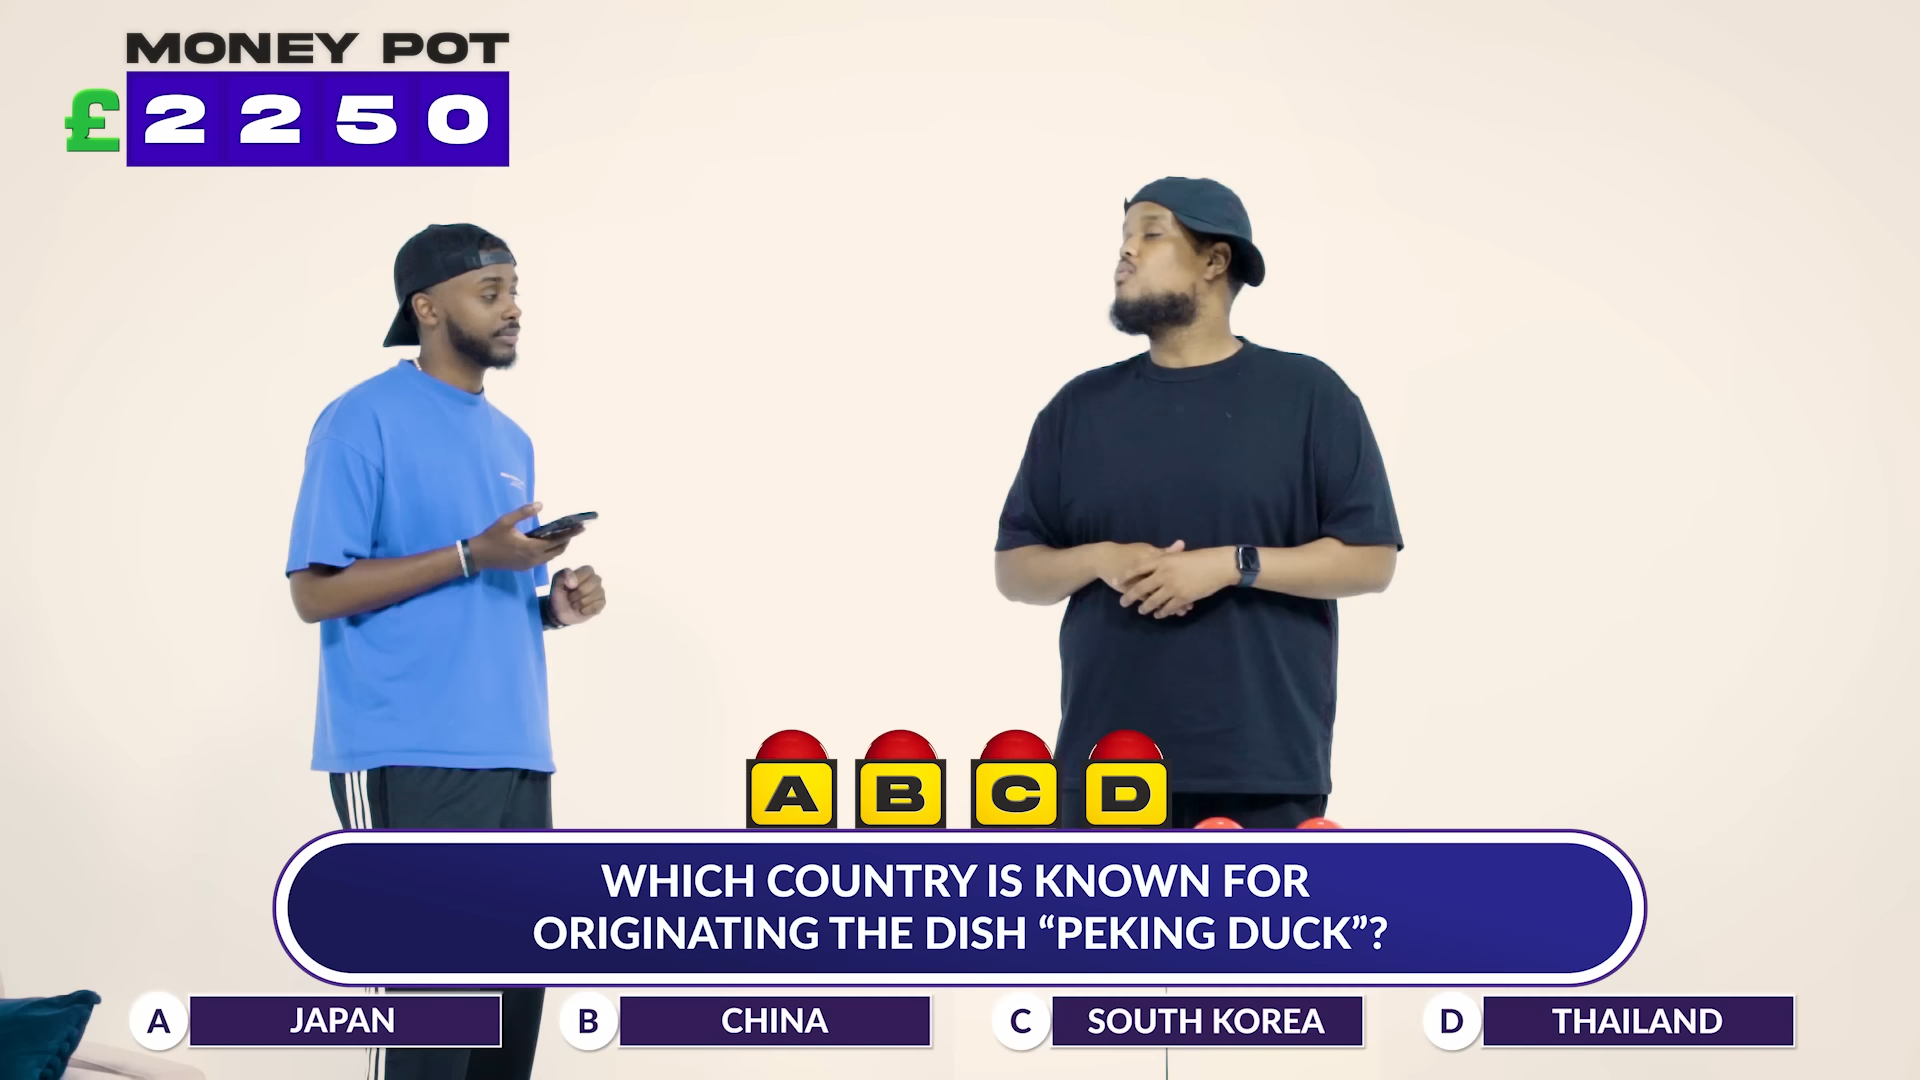 MONEY POT
£2250
A B C D
WHICH COUNTRY IS KNOWN FOR
ORIGINATING THE DISH “PEKING DUCK”?
A JAPAN
B CHINA
C SOUTH KOREA
D THAILAND